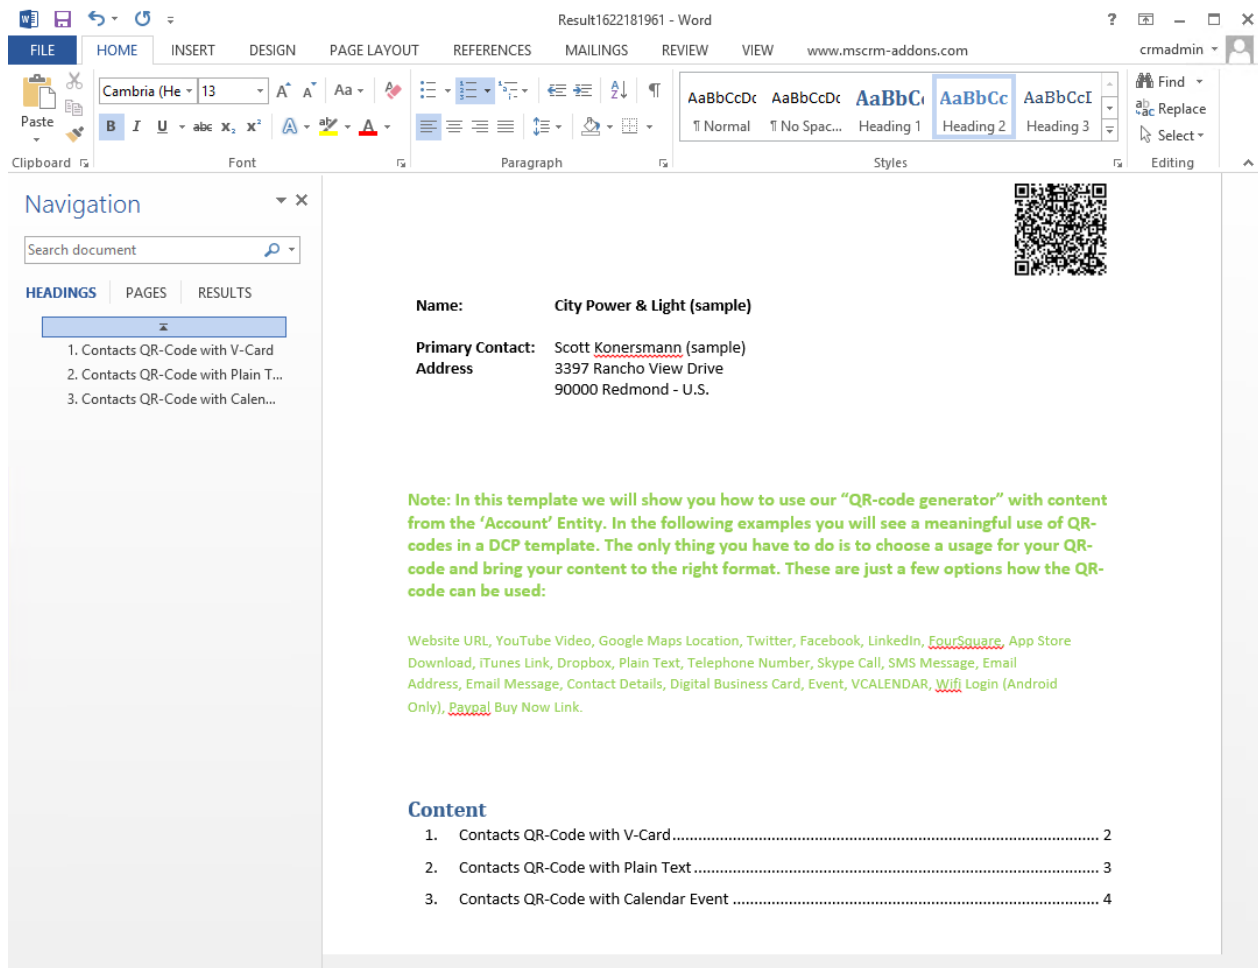 Result1622181961 - Word
?
FILE HOME INSERT DESIGN PAGE LAYOUT REFERENCES MAILINGS REVIEW VIEW www.mscrm-addons.com crmadmin
Paste
Cambria (He 13 A A Aa
B I U abc x₂ x² A ab A
AaBbCcDc AaBbCcDc AaBbC AaBbCc AaBbCcI
¶ Normal ¶ No Spac... Heading 1 Heading 2 Heading 3
Find
Replace
Select
Clipboard Font Paragraph Styles Editing
Navigation
Search document
HEADINGS PAGES RESULTS
1. Contacts QR-Code with V-Card
2. Contacts QR-Code with Plain T...
3. Contacts QR-Code with Calen...
Name: City Power & Light (sample)
Primary Contact: Scott Konersmann (sample)
Address 3397 Rancho View Drive
90000 Redmond - U.S.
Note: In this template we will show you how to use our “QR-code generator” with content
from the ‘Account’ Entity. In the following examples you will see a meaningful use of QR-
codes in a DCP template. The only thing you have to do is to choose a usage for your QR-
code and bring your content to the right format. These are just a few options how the QR-
code can be used:
Website URL, YouTube Video, Google Maps Location, Twitter, Facebook, LinkedIn, FourSquare, App Store
Download, iTunes Link, Dropbox, Plain Text, Telephone Number, Skype Call, SMS Message, Email
Address, Email Message, Contact Details, Digital Business Card, Event, VCALENDAR, Wifi Login (Android
Only), Paypal Buy Now Link.
Content
1. Contacts QR-Code with V-Card........ 2
2. Contacts QR-Code with Plain Text........ 3
3. Contacts QR-Code with Calendar Event........ 4